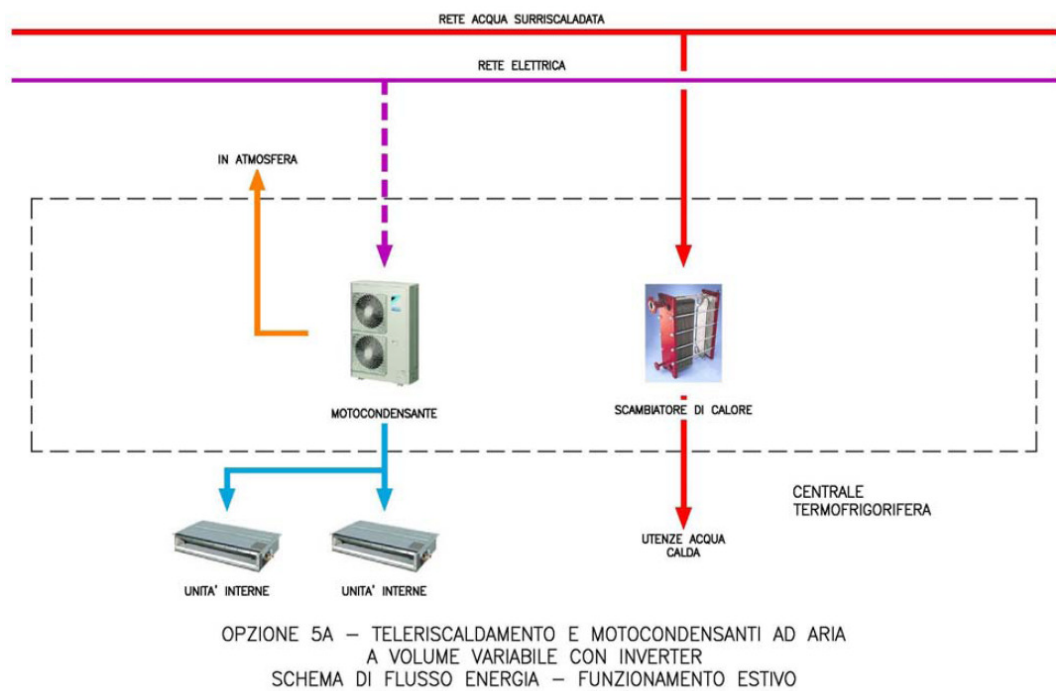 RETE ACQUA SURRISCALADATA
RETE ELETTRICA
IN ATMOSFERA
MOTOCONDENSANTE
SCAMBIATORE DI CALORE
CENTRALE
TERMOFRIGORIFERA
UTENZE ACQUA
CALDA
UNITA' INTERNE
UNITA' INTERNE
OPZIONE 5A – TELERISCALDAMENTO E MOTOCONDENSANTI AD ARIA
A VOLUME VARIABILE CON INVERTER
SCHEMA DI FLUSSO ENERGIA – FUNZIONAMENTO ESTIVO